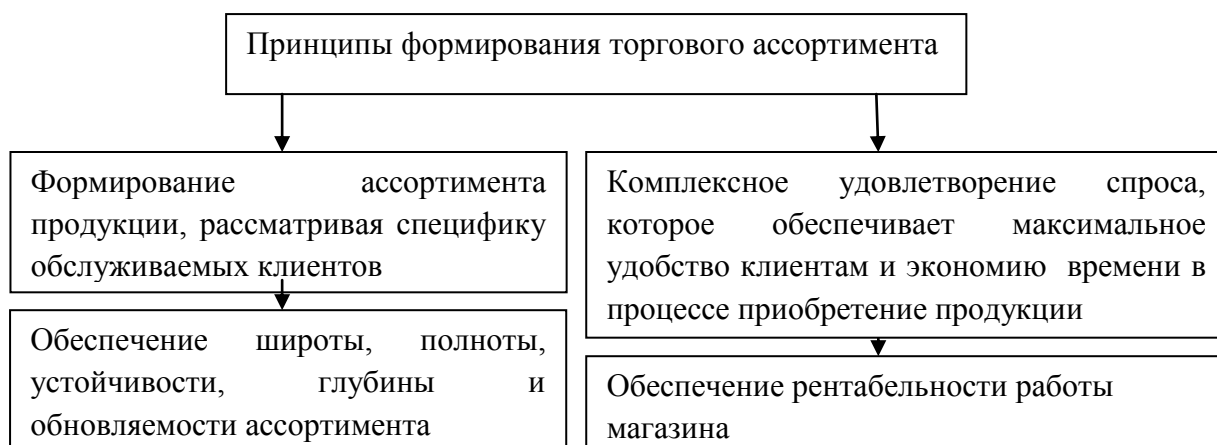 Принципы формирования торгового ассортимента
Формирование ассортимента
продукции, рассматривая специфику
обслуживаемых клиентов
Комплексное удовлетворение спроса,
которое обеспечивает максимальное
удобство клиентам и экономию времени в
процессе приобретение продукции
Обеспечение широты, полноты,
устойчивости, глубины и
обновляемости ассортимента
Обеспечение рентабельности работы
магазина